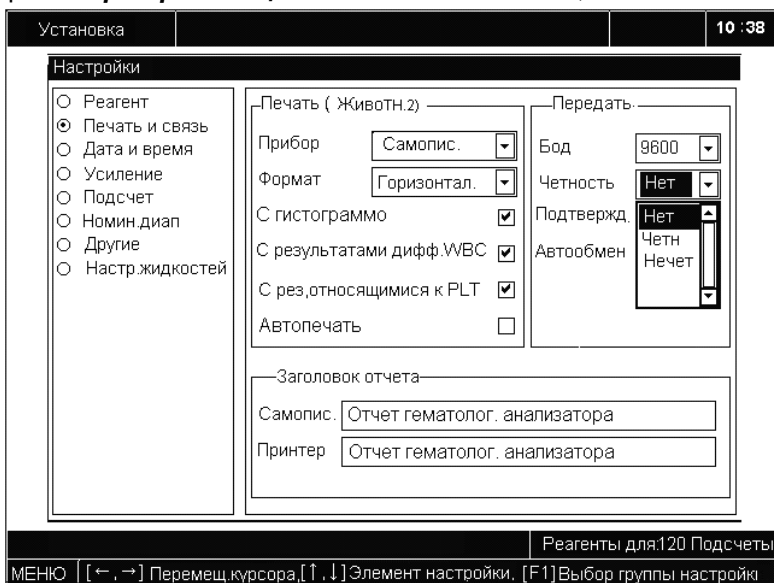 Установка
10:38
Настройки
Реагент
Печать и связь
Дата и время
Усиление
Подсчет
Номин.диап
Другие
Настр.жидкостей
Печать ( Животн.2)
Прибор Самопис.
Формат Горизонтал.
С гистограммо
С результатами дифф.WBC
С рез,относящимися к PLT
Автопечать
Передать
Бод 9600
Четность Нет
Подтвержд.
Автообмен
Нет
Четн
Нечет
Заголовок отчета
Самопис. Отчет гематолог. анализатора
Принтер Отчет гематолог. анализатора
Реагенты для:120 Подсчеты
МЕНЮ [←,→] Перемещ.курсора,[↑,↓]Элемент настройки, [F1]Выбор группы настройки